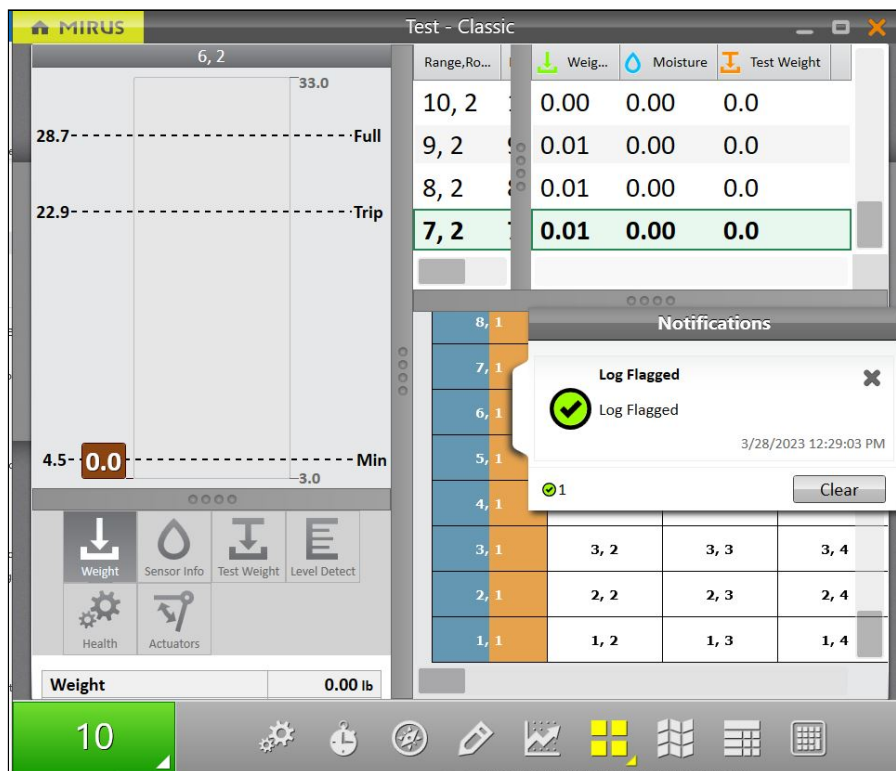 MIRUS
Test - Classic
6, 2
33.0
28.7
Full
22.9
Trip
4.5
0.0
Min
3.0
Weight
Sensor Info
Test Weight
Level Detect
Health
Actuators
Weight 0.00 lb
Range,Ro... Weig... Moisture Test Weight
10, 2 0.00 0.00 0.0
9, 2 0.01 0.00 0.0
8, 2 0.01 0.00 0.0
7, 2 0.01 0.00 0.0
8, 1
7, 1
6, 1
5, 1
4, 1
3, 1 3, 2 3, 3 3, 4
2, 1 2, 2 2, 3 2, 4
1, 1 1, 2 1, 3 1, 4
Notifications
Log Flagged
Log Flagged
3/28/2023 12:29:03 PM
1
Clear
10